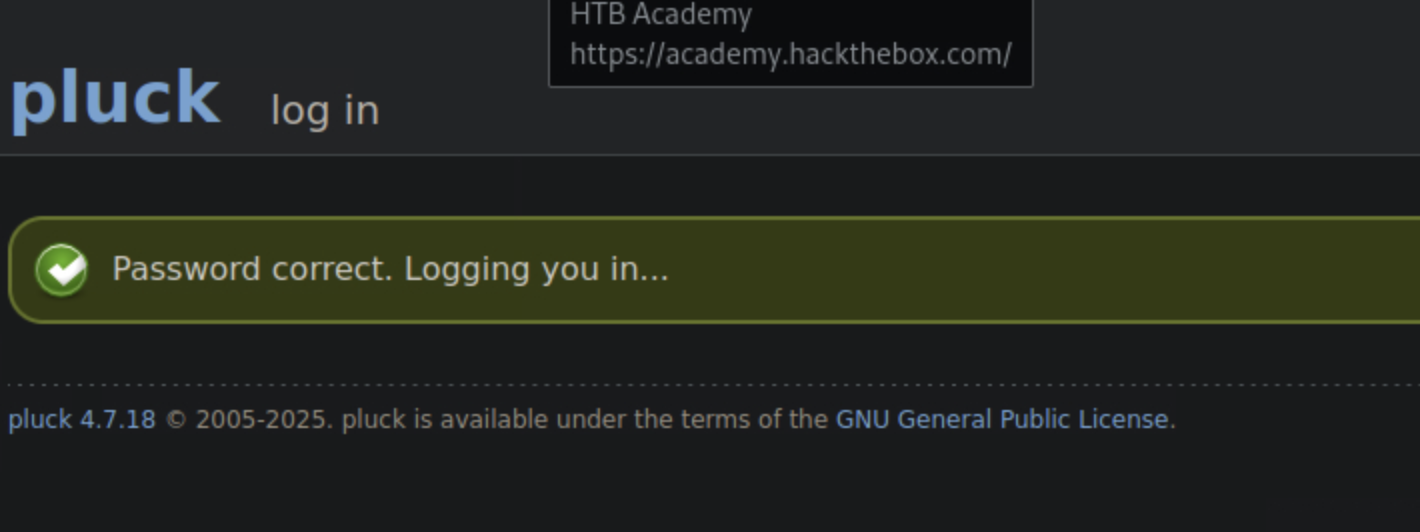 HTB Academy
https://academy.hackthebox.com/
pluck log in
Password correct. Logging you in...
pluck 4.7.18 © 2005-2025. pluck is available under the terms of the GNU General Public License.